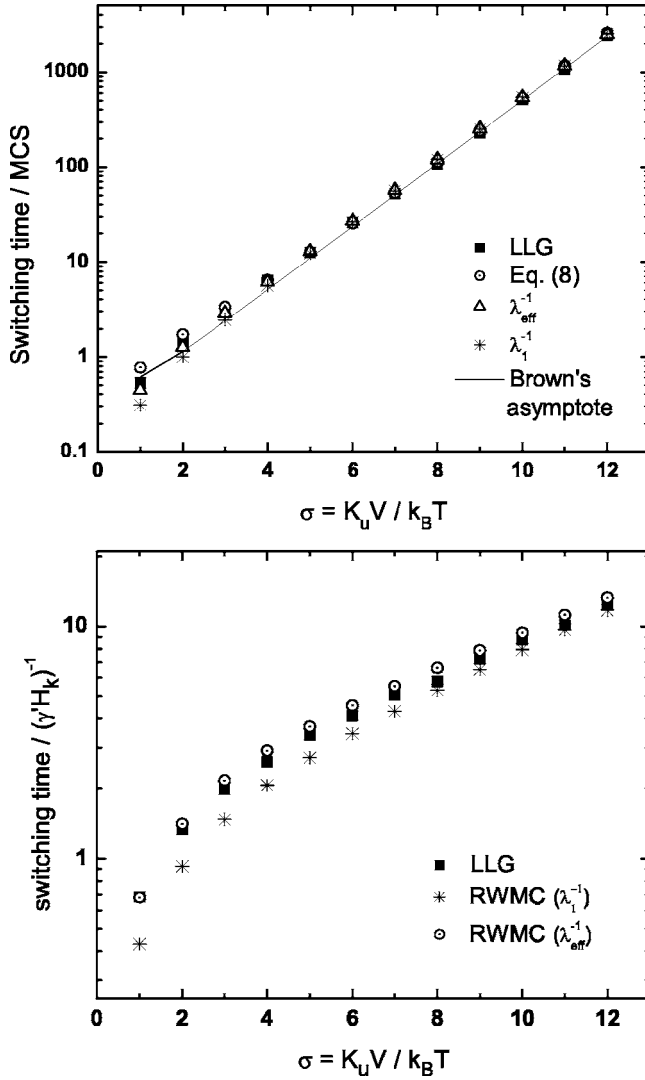 Switching time / MCS
1000
100
10
1
0.1
LLG
Eq. (8)
λ_eff^-1
λ_1^-1
Brown's
asymptote
0 2 4 6 8 10 12
σ = K_uV / k_BT
switching time / (γ'H_k)^-1
10
1
LLG
RWMC (λ_1^-1)
RWMC (λ_eff^-1)
0 2 4 6 8 10 12
σ = K_uV / k_BT